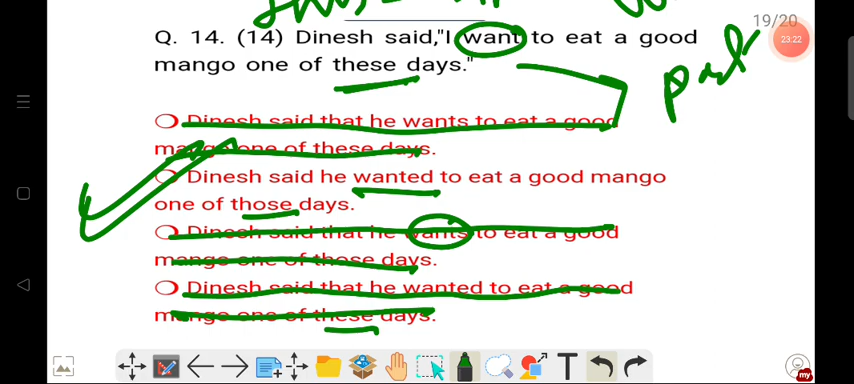 19/20
23:22
Q. 14. (14) Dinesh said,"I want to eat a good
mango one of these days."
past
❍ Dinesh said that he wants to eat a good
mango one of these days.
❍ Dinesh said he wanted to eat a good mango
one of those days.
❍ Dinesh said that he wants to eat a good
mango one of those days.
❍ Dinesh said that he wanted to eat a good
mango one of these days.
T
my